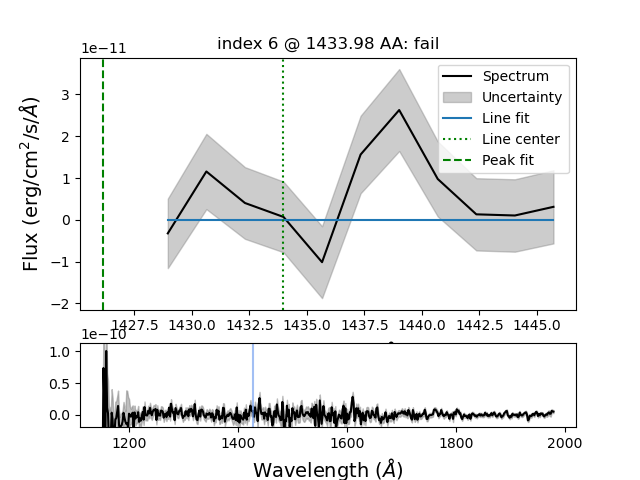 index 6 @ 1433.98 AA: fail
1e−11
Flux (erg/cm²/s/Å)
3
2
1
0
−1
−2
Spectrum
Uncertainty
Line fit
Line center
Peak fit
1427.5 1430.0 1432.5 1435.0 1437.5 1440.0 1442.5 1445.0
1e−10
1.0
0.5
0.0
1200 1400 1600 1800 2000
Wavelength (Å)